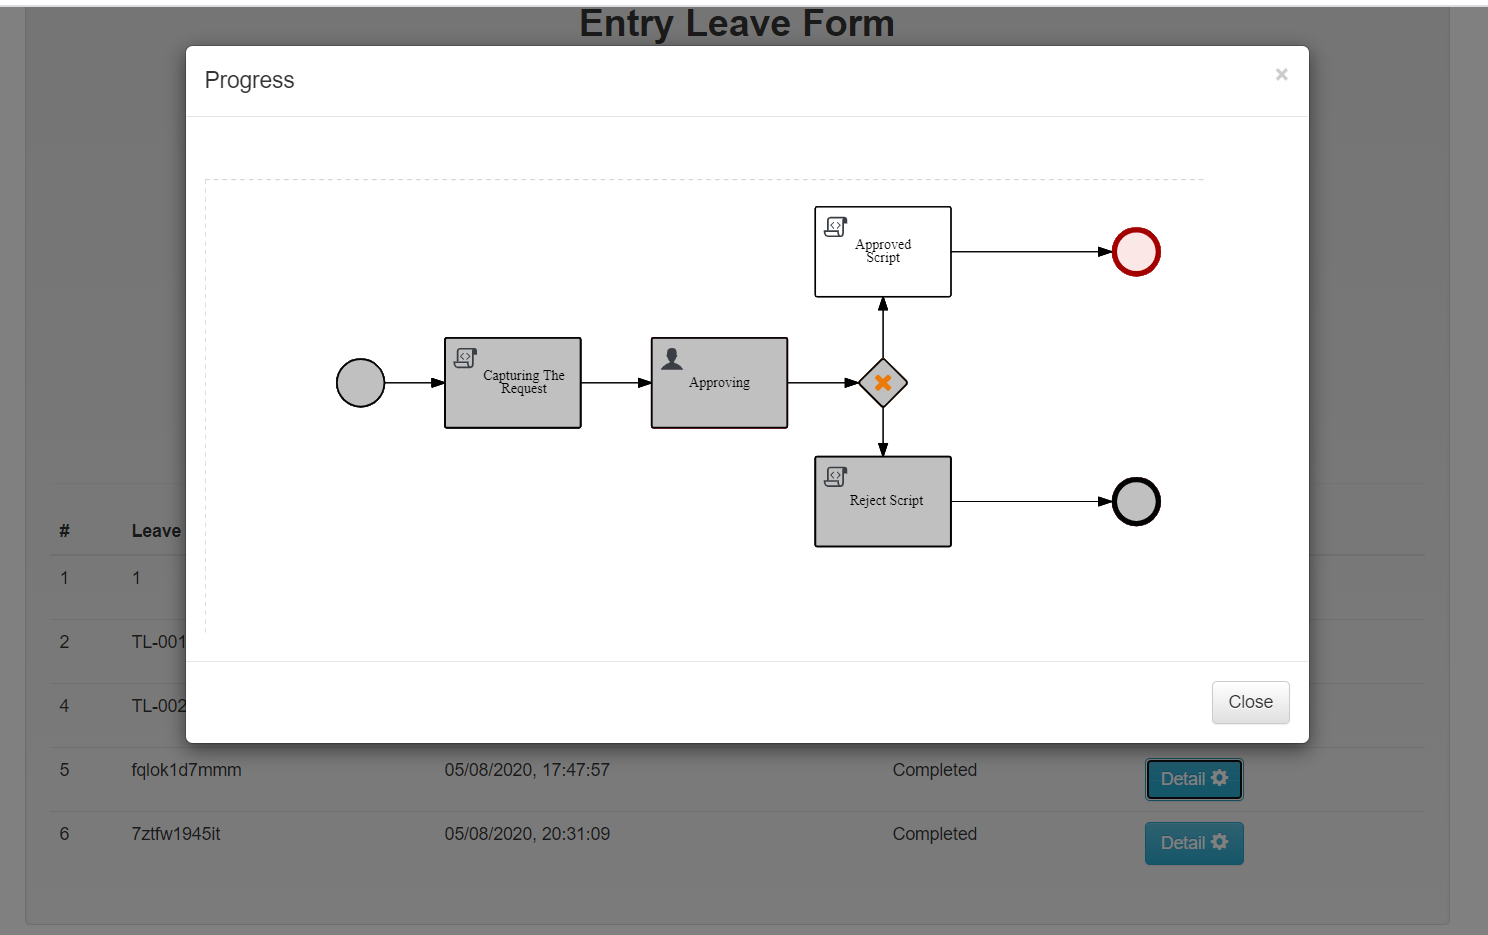 Entry Leave Form
Progress
×
Approved
Script
Capturing The
Request
Approving
Reject Script
# Leave
1 1
2 TL-001
4 TL-002
Close
5 fqlok1d7mmm 05/08/2020, 17:47:57 Completed Detail
6 7ztfw1945it 05/08/2020, 20:31:09 Completed Detail